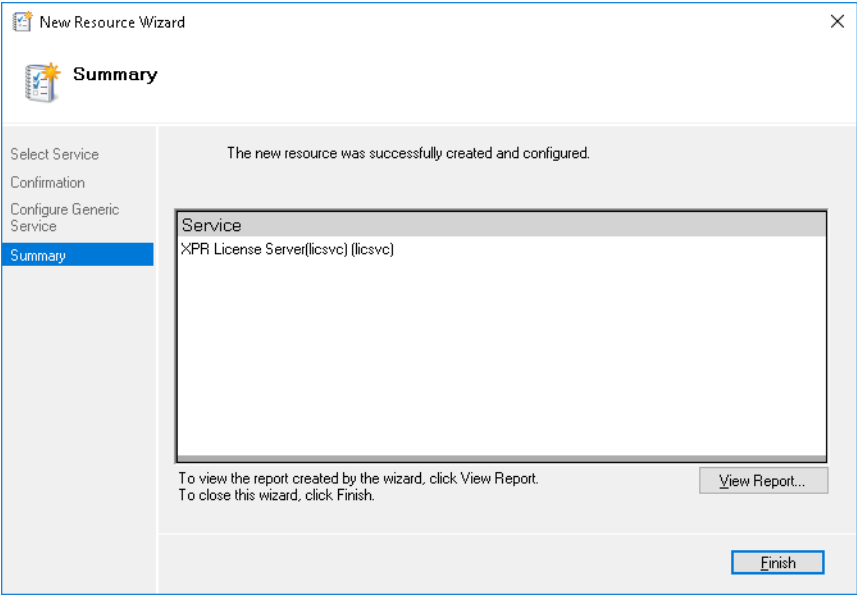 New Resource Wizard
Summary
Select Service
Confirmation
Configure Generic
Service
Summary
The new resource was successfully created and configured.
Service
XPR License Server(licsvc) (licsvc)
To view the report created by the wizard, click View Report.
To close this wizard, click Finish.
View Report...
Finish